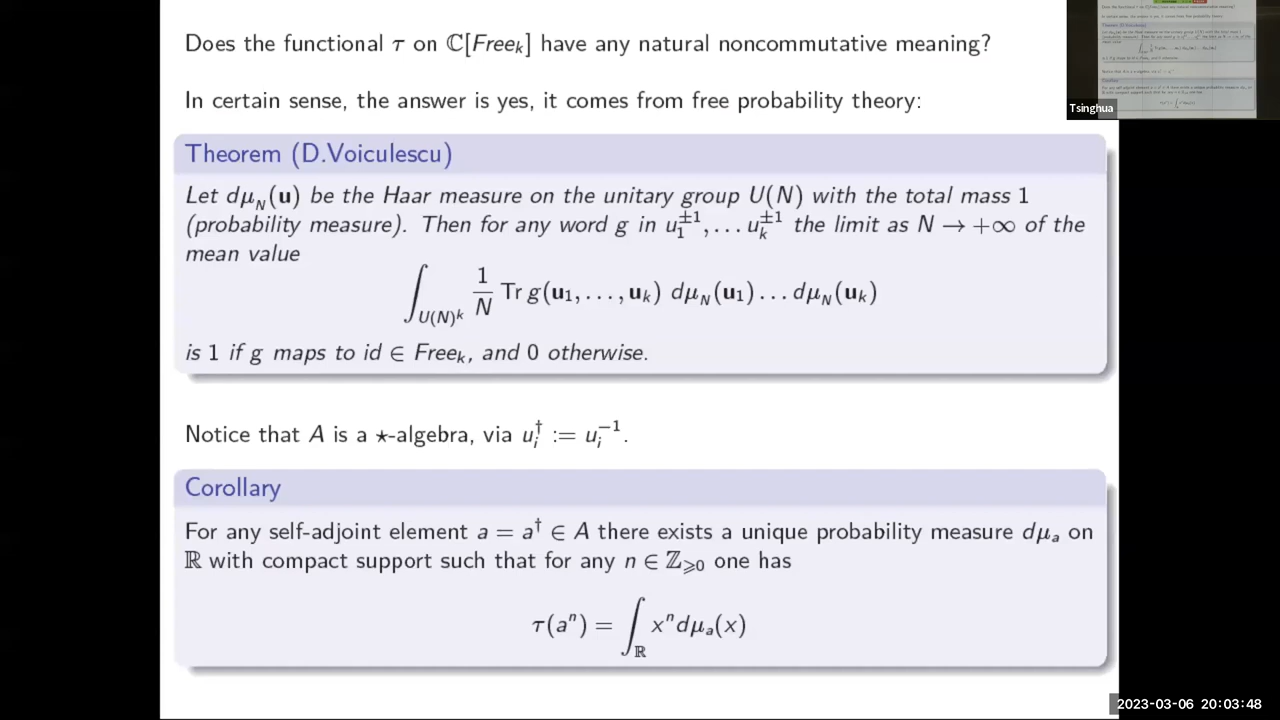 Does the functional τ on ℂ[Free_k] have any natural noncommutative meaning?
In certain sense, the answer is yes, it comes from free probability theory:
Theorem (D.Voiculescu)
Let dμ_N(u) be the Haar measure on the unitary group U(N) with the total mass 1
(probability measure). Then for any word g in u_1^{±1}, ... u_k^{±1} the limit as N → +∞ of the
mean value
∫_{U(N)^k} 1/N Tr g(u_1, ..., u_k) dμ_N(u_1) ... dμ_N(u_k)
is 1 if g maps to id ∈ Free_k, and 0 otherwise.
Notice that A is a ⋆-algebra, via u_i^† := u_i^{-1}.
Corollary
For any self-adjoint element a = a^† ∈ A there exists a unique probability measure dμ_a on
ℝ with compact support such that for any n ∈ ℤ_{⩾0} one has
τ(a^n) = ∫_ℝ x^n dμ_a(x)
Tsinghua
2023-03-06 20:03:48